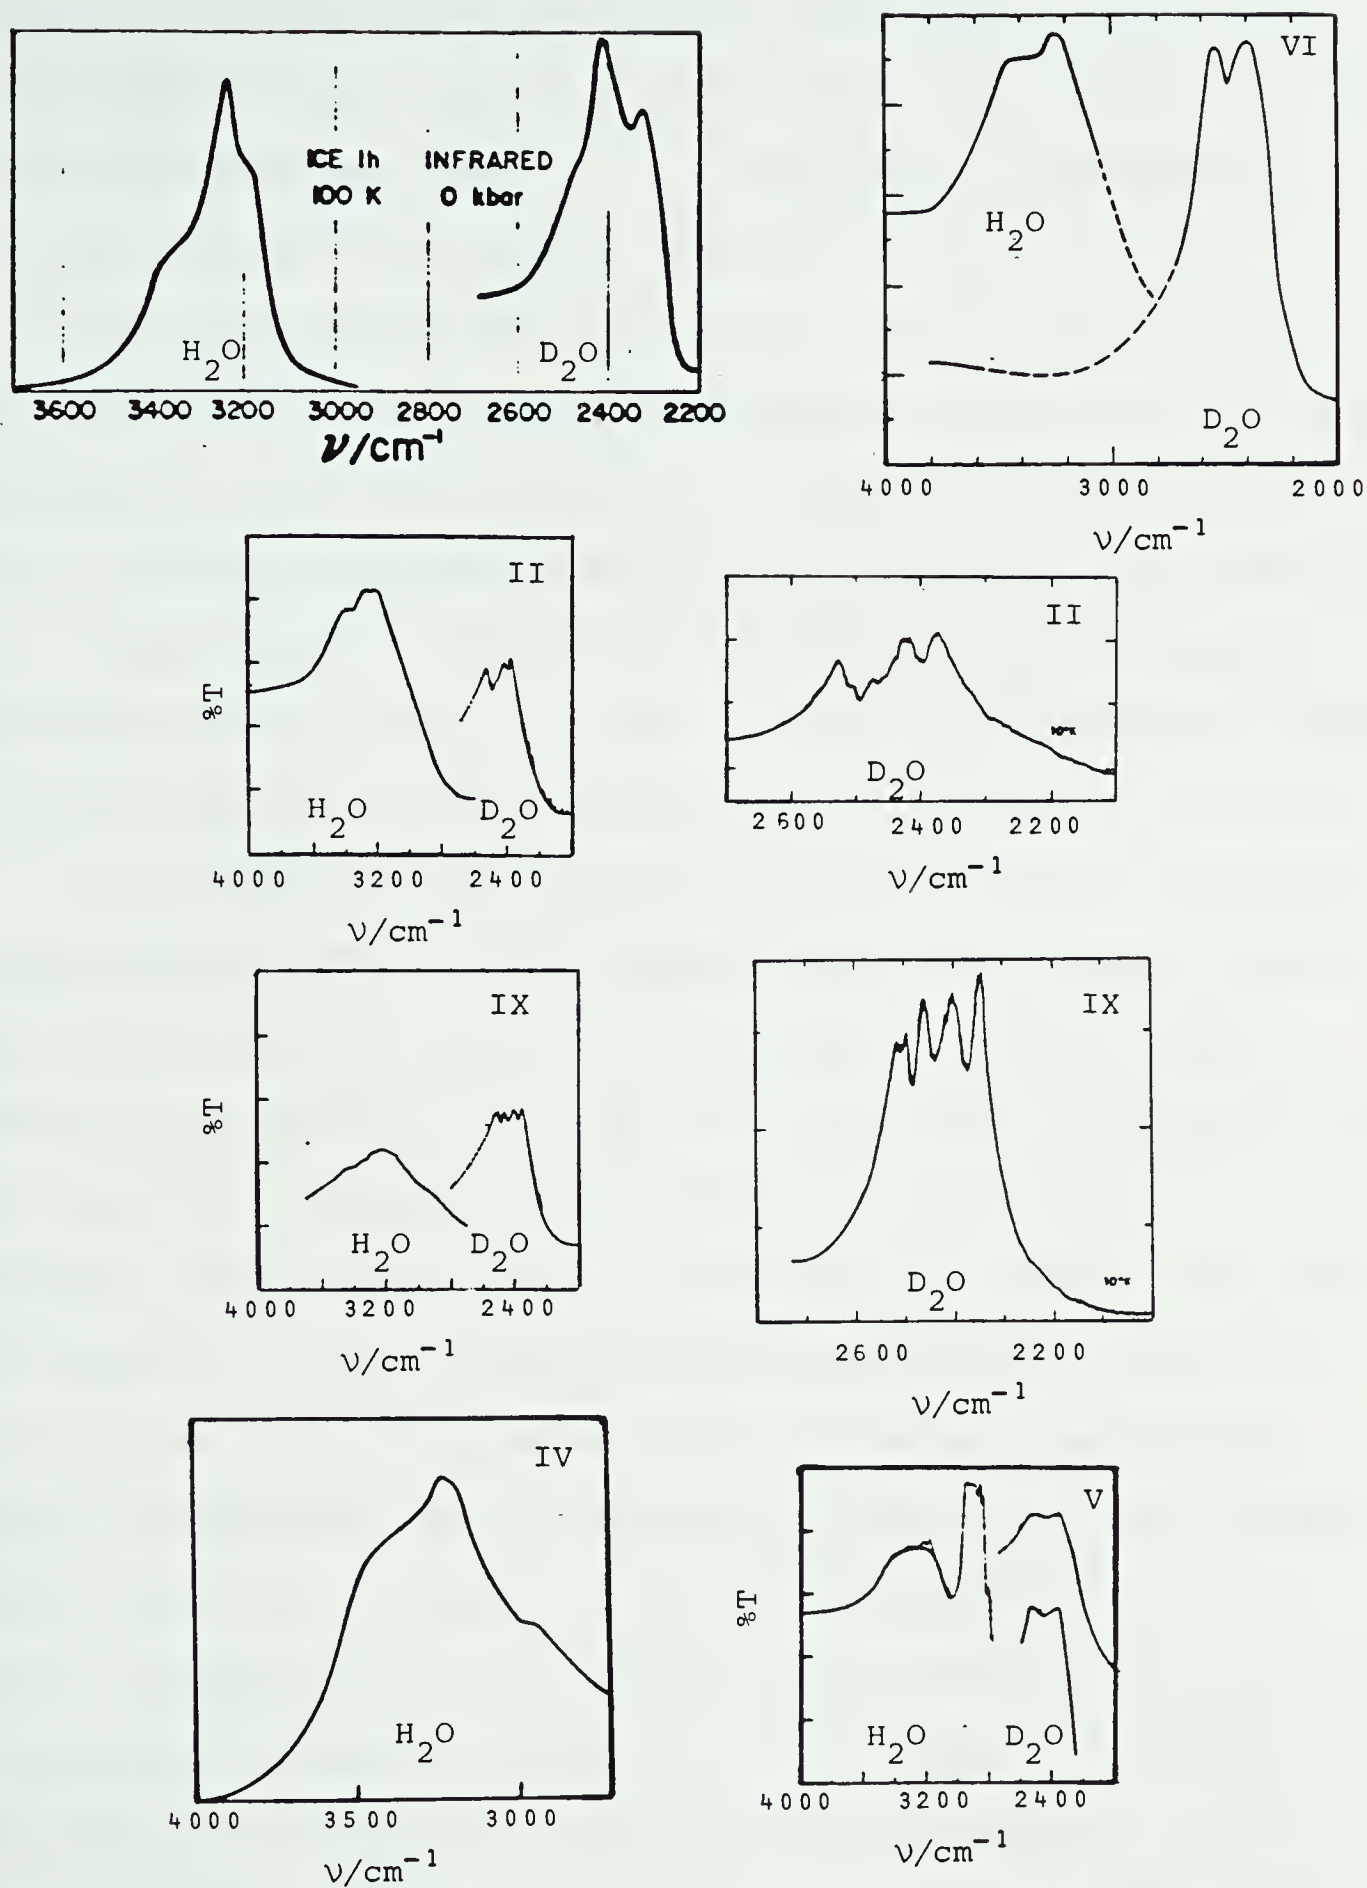 ICE Ih INFRARED
100 K 0 kbar
H2O
D2O
3600 3400 3200 3000 2800 2600 2400 2200
ν/cm-1
VI
H2O
D2O
4000 3000 2000
ν/cm-1
II
%T
H2O
D2O
4000 3200 2400
ν/cm-1
II
10°K
D2O
2600 2400 2200
ν/cm-1
IX
%T
H2O
D2O
4000 3200 2400
ν/cm-1
IX
D2O
10°K
2600 2200
ν/cm-1
IV
H2O
4000 3500 3000
ν/cm-1
V
%T
H2O
D2O
4000 3200 2400
ν/cm-1